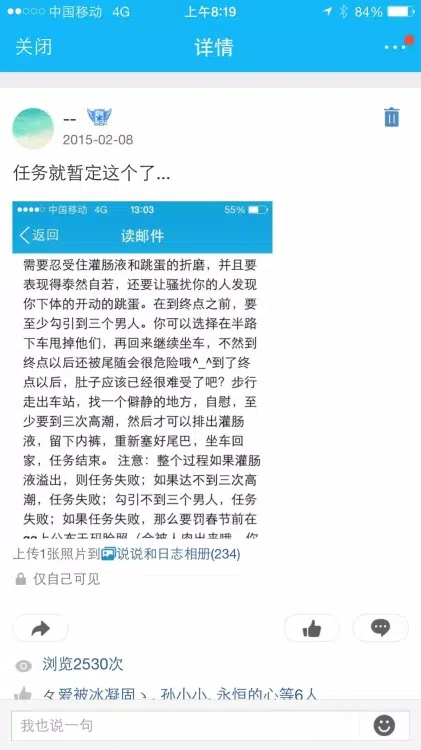 中国移动 4G 上午8:19 84%
关闭 详情
--
2015-02-08
任务就暂定这个了...
中国移动 4G 13:03 55%
返回 读邮件
需要忍受住灌肠液和跳蛋的折磨，并且要
表现得泰然自若，还要让骚扰你的人发现
你下体的开动的跳蛋。在到终点之前，要
至少勾引到三个男人。你可以选择在半路
下车甩掉他们，再回来继续坐车，不然到
终点以后还被尾随会很危险哦^_^到了终
点以后，肚子应该已经很难受了吧？步行
走出车站，找一个僻静的地方，自慰，至
少要到三次高潮，然后才可以排出灌肠
液，留下内裤，重新塞好尾巴，坐车回
家，任务结束。 注意：整个过程如果灌肠
液溢出，则任务失败；如果达不到三次高
潮，任务失败；勾引不到三个男人，任务
失败；如果任务失败，那么要罚春节前在
上传1张照片到说说和日志相册(234)
仅自己可见
浏览2530次
々爱被冰凝固ヽ、孙小小、永恒的心等6人
我也说一句